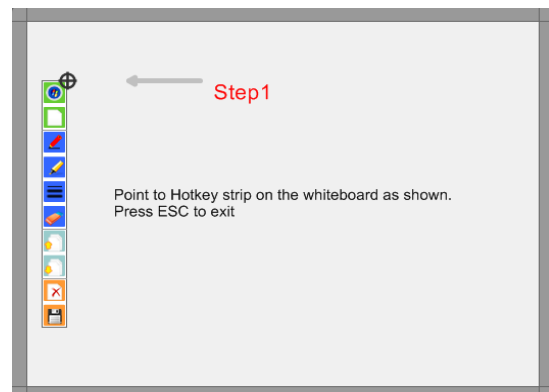 Step1
Point to Hotkey strip on the whiteboard as shown.
Press ESC to exit